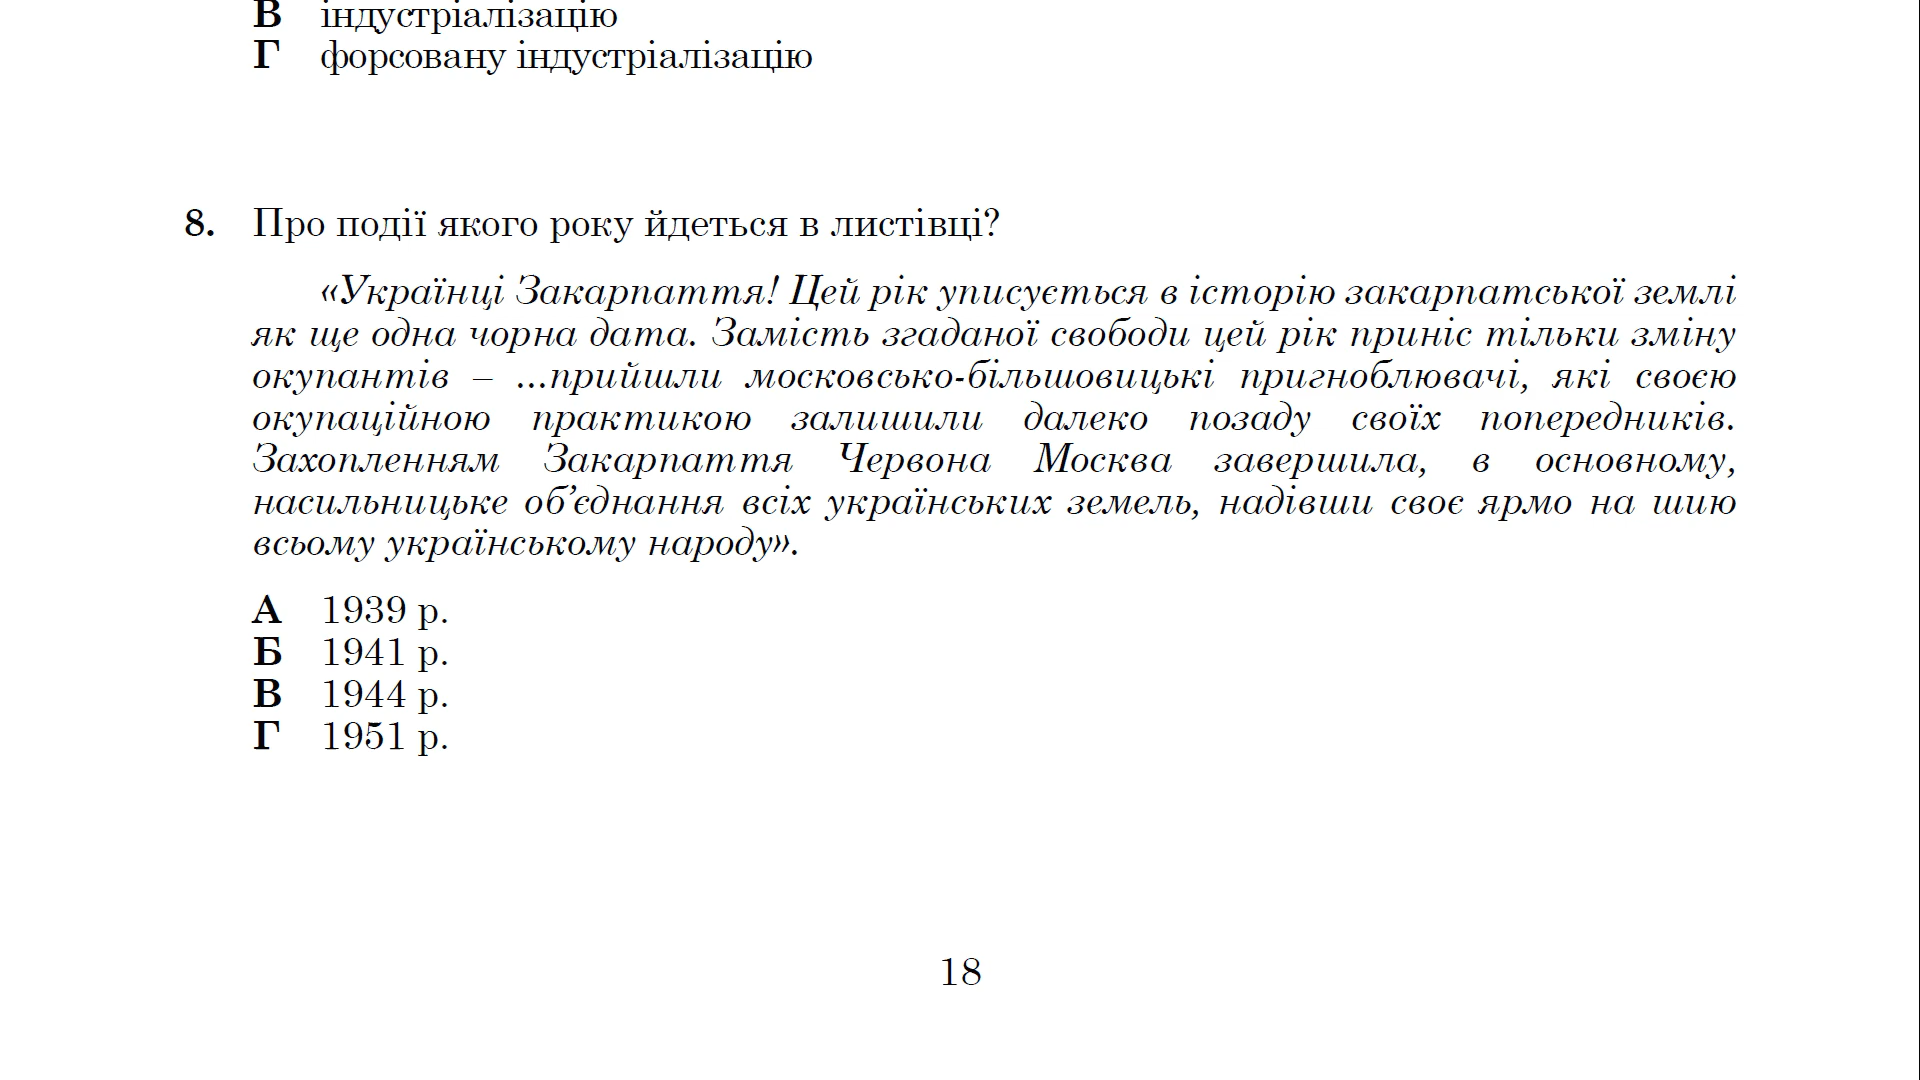 В індустріалізацію
Г форсовану індустріалізацію
8. Про події якого року йдеться в листівці?
«Українці Закарпаття! Цей рік уписується в історію закарпатської землі
як ще одна чорна дата. Замість згаданої свободи цей рік приніс тільки зміну
окупантів – ...прийшли московсько-більшовицькі пригноблювачі, які своєю
окупаційною практикою залишили далеко позаду своїх попередників.
Захопленням Закарпаття Червона Москва завершила, в основному,
насильницьке об’єднання всіх українських земель, надівши своє ярмо на шию
всьому українському народу».
А 1939 р.
Б 1941 р.
В 1944 р.
Г 1951 р.
18